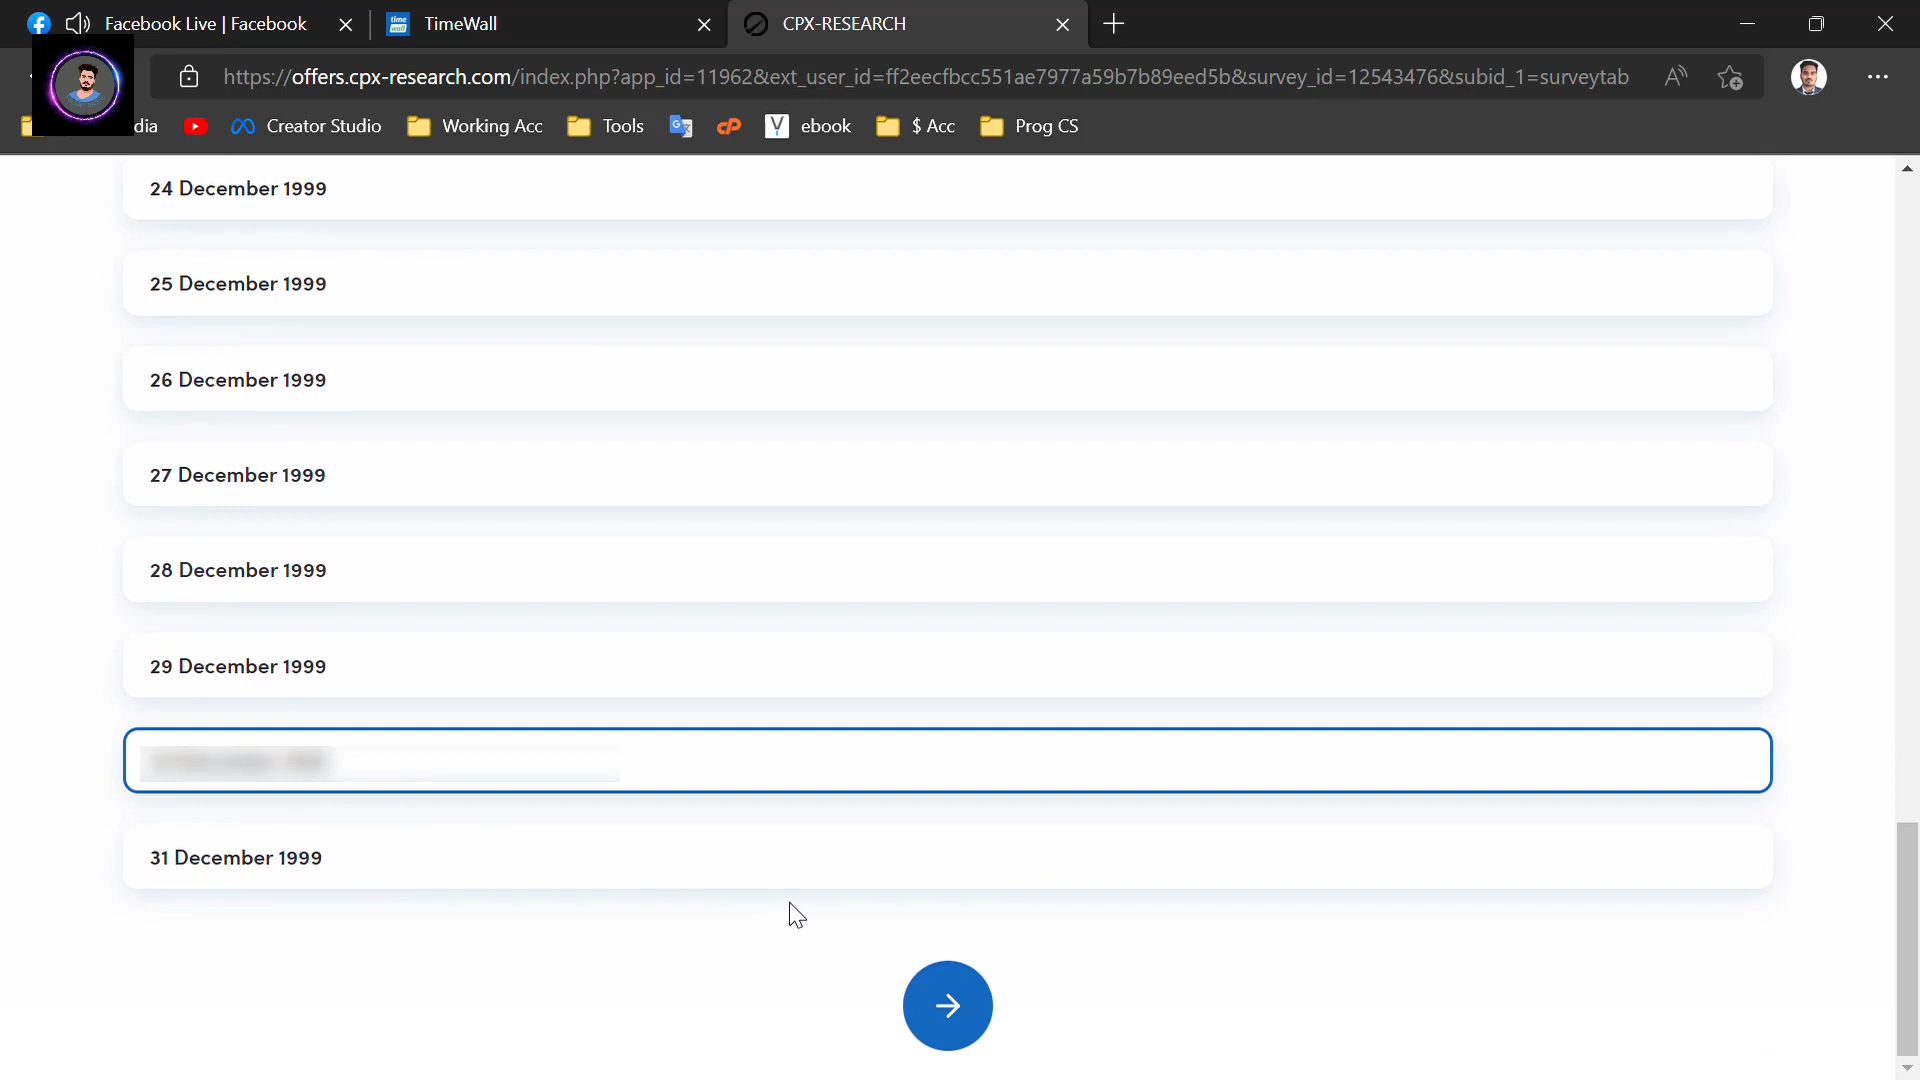 Facebook Live | Facebook
TimeWall
CPX-RESEARCH
https://offers.cpx-research.com/index.php?app_id=11962&ext_user_id=ff2eecfbcc551ae7977a59b7b89eed5b&survey_id=12543476&subid_1=surveytab
dia
Creator Studio
Working Acc
Tools
ebook
$ Acc
Prog CS
24 December 1999
25 December 1999
26 December 1999
27 December 1999
28 December 1999
29 December 1999
31 December 1999